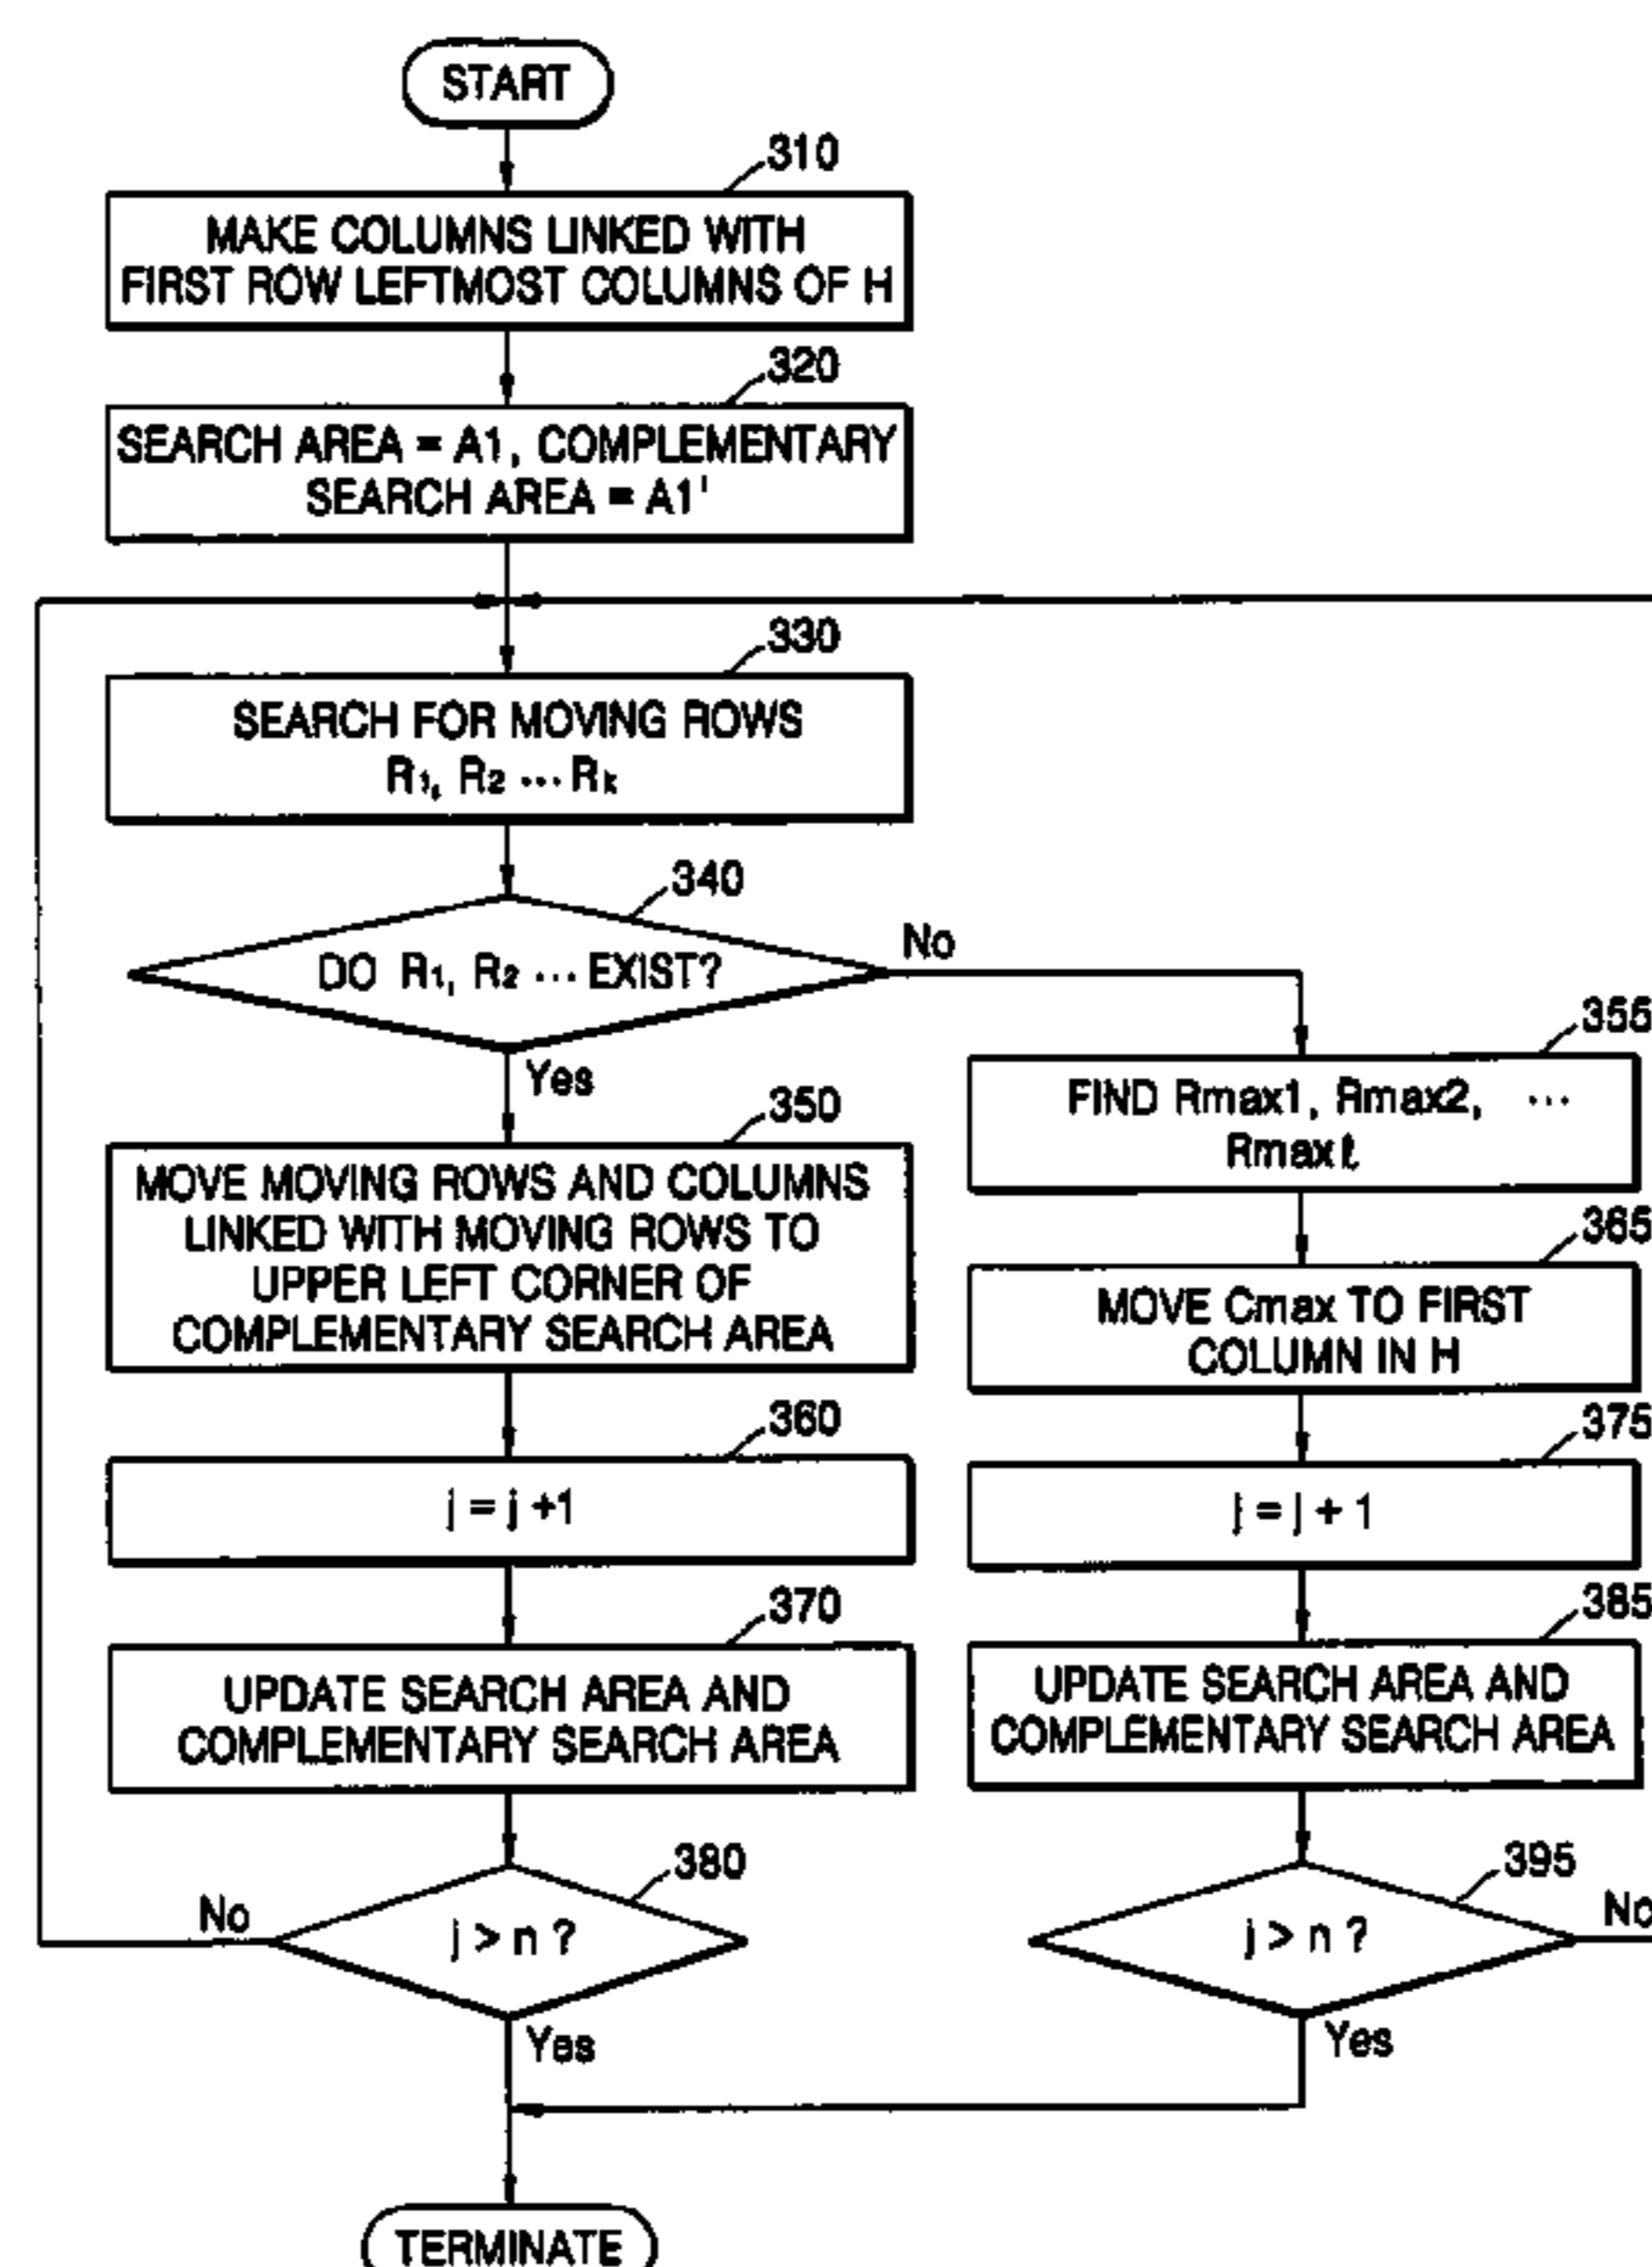 START
310
MAKE COLUMNS LINKED WITH
FIRST ROW LEFTMOST COLUMNS OF H
320
SEARCH AREA = A1, COMPLEMENTARY
SEARCH AREA = A1'
330
SEARCH FOR MOVING ROWS
R1, R2 ... Rk
340
DO R1, R2 ... EXIST?
No
Yes
350
MOVE MOVING ROWS AND COLUMNS
LINKED WITH MOVING ROWS TO
UPPER LEFT CORNER OF
COMPLEMENTARY SEARCH AREA
360
j = j +1
370
UPDATE SEARCH AREA AND
COMPLEMENTARY SEARCH AREA
380
j > n ?
No
Yes
355
FIND Rmax1, Rmax2, ...
Rmaxℓ
365
MOVE Cmax TO FIRST
COLUMN IN H
375
j = j + 1
385
UPDATE SEARCH AREA AND
COMPLEMENTARY SEARCH AREA
395
j > n ?
No
Yes
TERMINATE